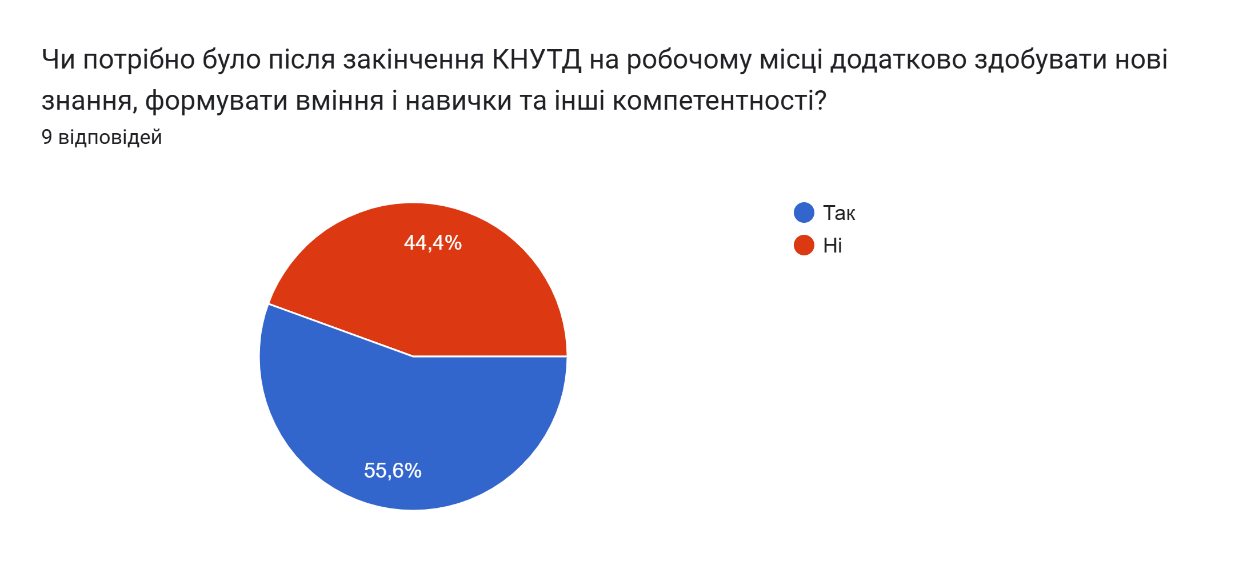 Чи потрібно було після закінчення КНУТД на робочому місці додатково здобувати нові
знання, формувати вміння і навички та інші компетентності?
9 відповідей
Так
Ні
44,4%
55,6%